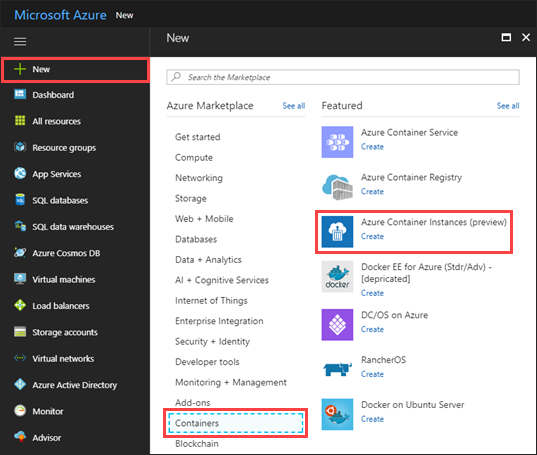 Microsoft Azure New
New
New
Search the Marketplace
Dashboard
All resources
Resource groups
App Services
SQL databases
SQL data warehouses
Azure Cosmos DB
Virtual machines
Load balancers
Storage accounts
Virtual networks
Azure Active Directory
Monitor
Advisor
Azure Marketplace See all
Get started
Compute
Networking
Storage
Web + Mobile
Databases
Data + Analytics
AI + Cognitive Services
Internet of Things
Enterprise Integration
Security + Identity
Developer tools
Monitoring + Management
Add-ons
Containers
Blockchain
Featured See all
Azure Container Service
Create
Azure Container Registry
Create
Azure Container Instances (preview)
Create
docker
Docker EE for Azure (Stdr/Adv) -
[depricated]
Create
DC/OS on Azure
Create
RancherOS
Create
Docker on Ubuntu Server
Create